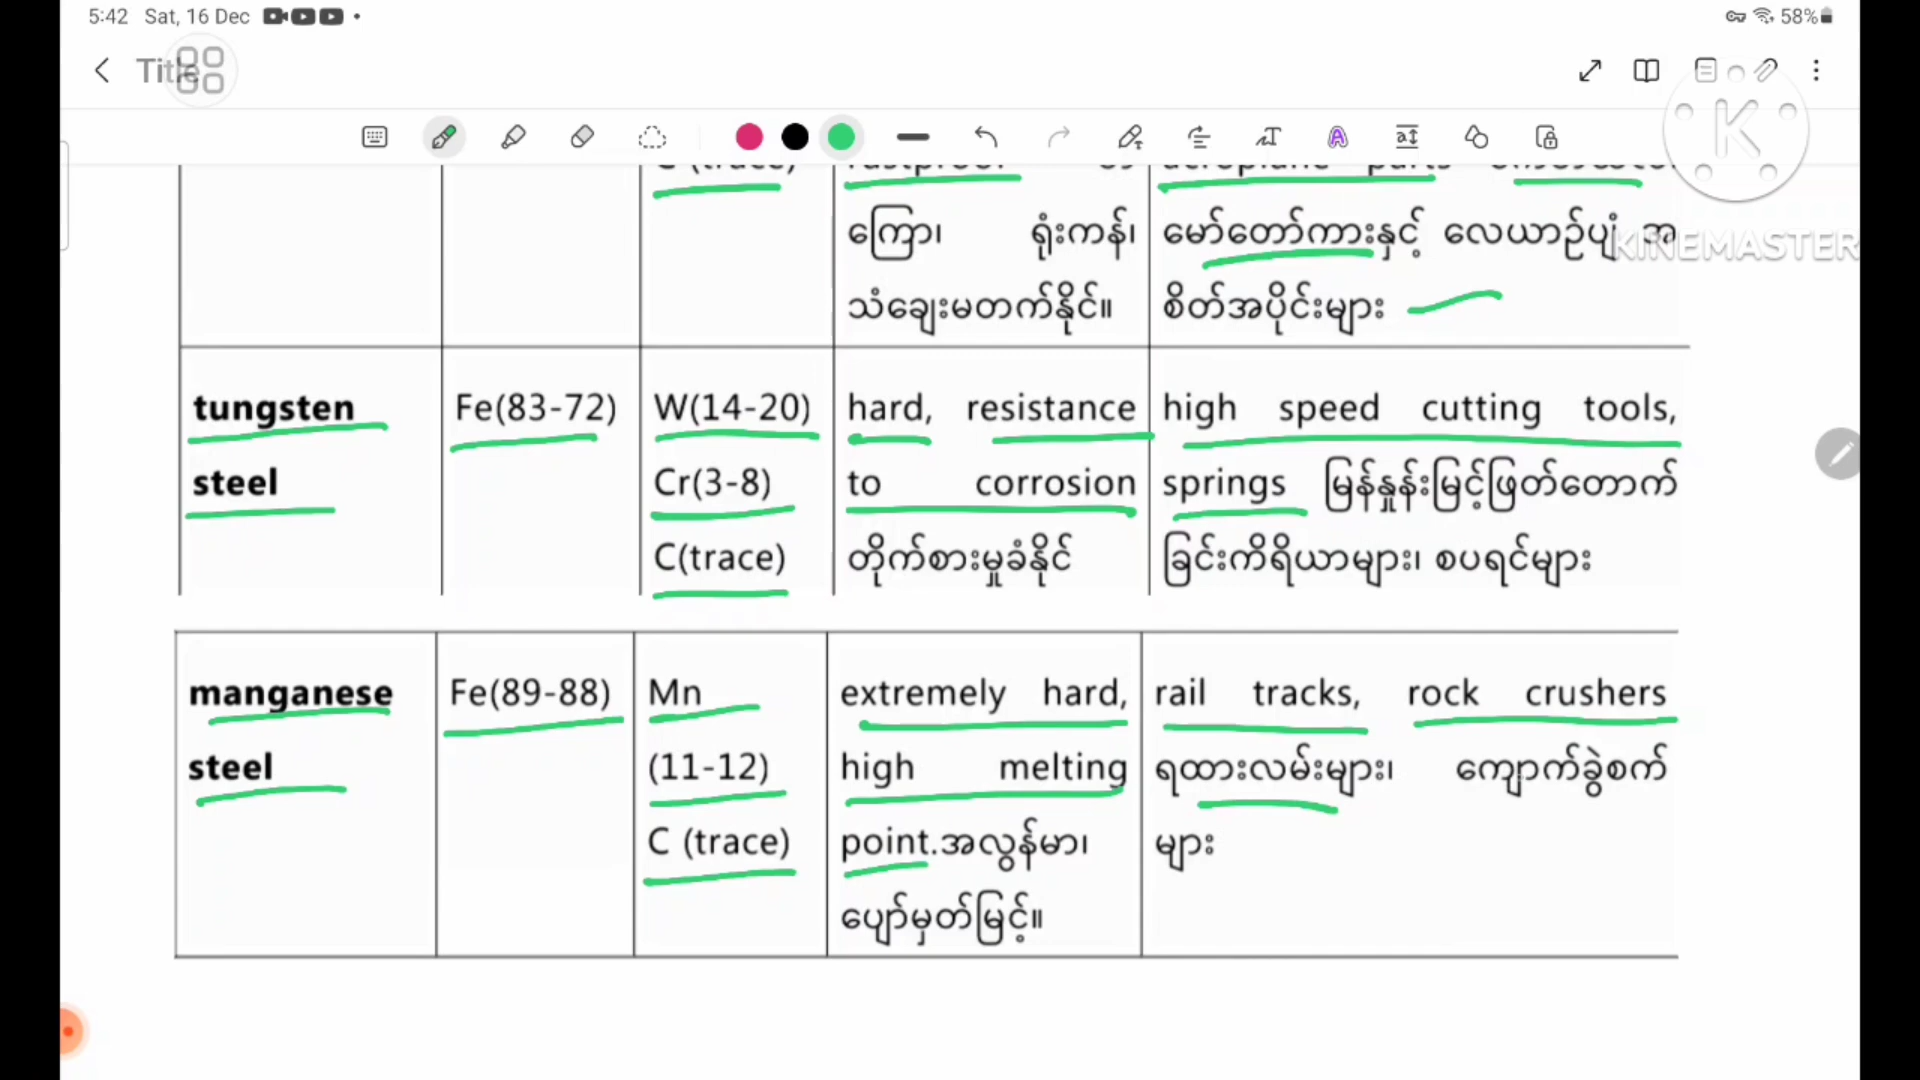 5:42 Sat, 16 Dec
58%
Title
K
KINEMASTER
C (trace) rustproof aeroplane parts
ကြော၊ ရုံးကန်၊ မော်တော်ကားနှင့် လေယာဉ်ပျံ အ
သံချေးမတက်နိုင်။ စိတ်အပိုင်းများ
tungsten Fe(83-72) W(14-20) hard, resistance high speed cutting tools,
steel Cr(3-8) to corrosion springs မြန်နှုန်းမြင့်ဖြတ်တောက်
C(trace) တိုက်စားမှုခံနိုင် ခြင်းကိရိယာများ၊ စပရင်များ
manganese Fe(89-88) Mn extremely hard, rail tracks, rock crushers
steel (11-12) high melting ရထားလမ်းများ၊ ကျောက်ခွဲစက်
C (trace) point.အလွန်မာ၊ များ
ပျော်မှတ်မြင့်။